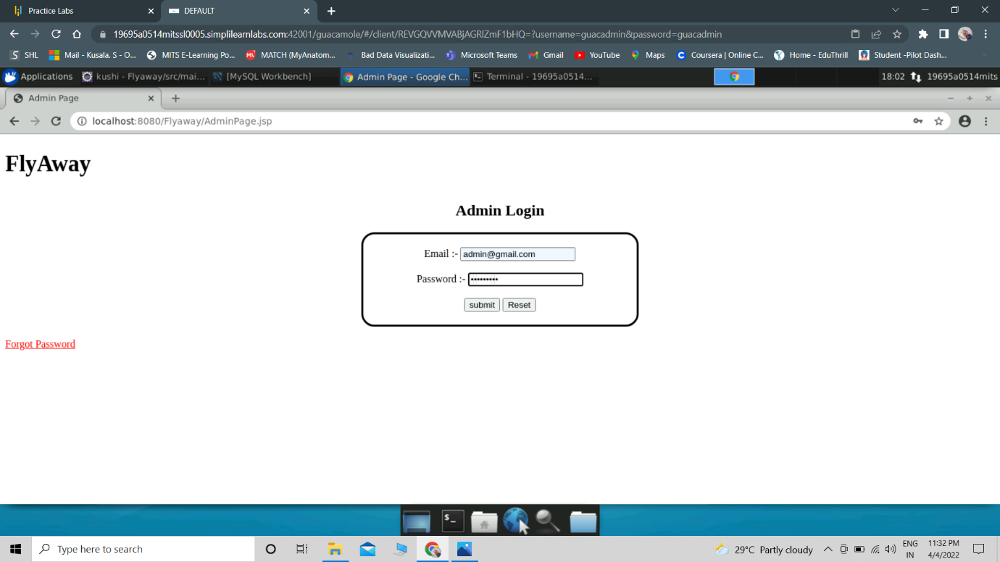 Practice Labs
DEFAULT
19695a0514mitssl0005.simplilearnlabs.com:42001/guacamole/#/client/REVGQVVMVABjAGRlZmF1bHQ=?username=guacadmin&password=guacadmin
SHL
Mail - Kusala. S - O...
MITS E-Learning Po...
MATCH (MyAnatom...
Bad Data Visualizati...
Microsoft Teams
Gmail
YouTube
Maps
Coursera | Online C...
Home - EduThrill
Student -Pilot Dash...
Applications
kushi - Flyaway/src/mai...
[MySQL Workbench]
Admin Page - Google Ch...
Terminal - 19695a0514...
18:02
19695a0514mits
Admin Page
localhost:8080/Flyaway/AdminPage.jsp
FlyAway
Admin Login
Email :- admin@gmail.com
Password :- •••••••••
submit Reset
Forgot Password
Type here to search
29°C Partly cloudy
ENG
IN
11:32 PM
4/4/2022